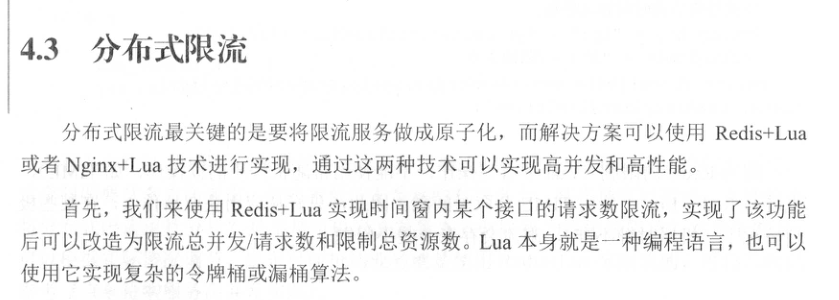 4.3 分布式限流
分布式限流最关键的是要将限流服务做成原子化，而解决方案可以使用 Redis+Lua
或者 Nginx+Lua 技术进行实现，通过这两种技术可以实现高并发和高性能。
首先，我们来使用 Redis+Lua 实现时间窗内某个接口的请求数限流，实现了该功能
后可以改造为限流总并发/请求数和限制总资源数。Lua 本身就是一种编程语言，也可以
使用它实现复杂的令牌桶或漏桶算法。